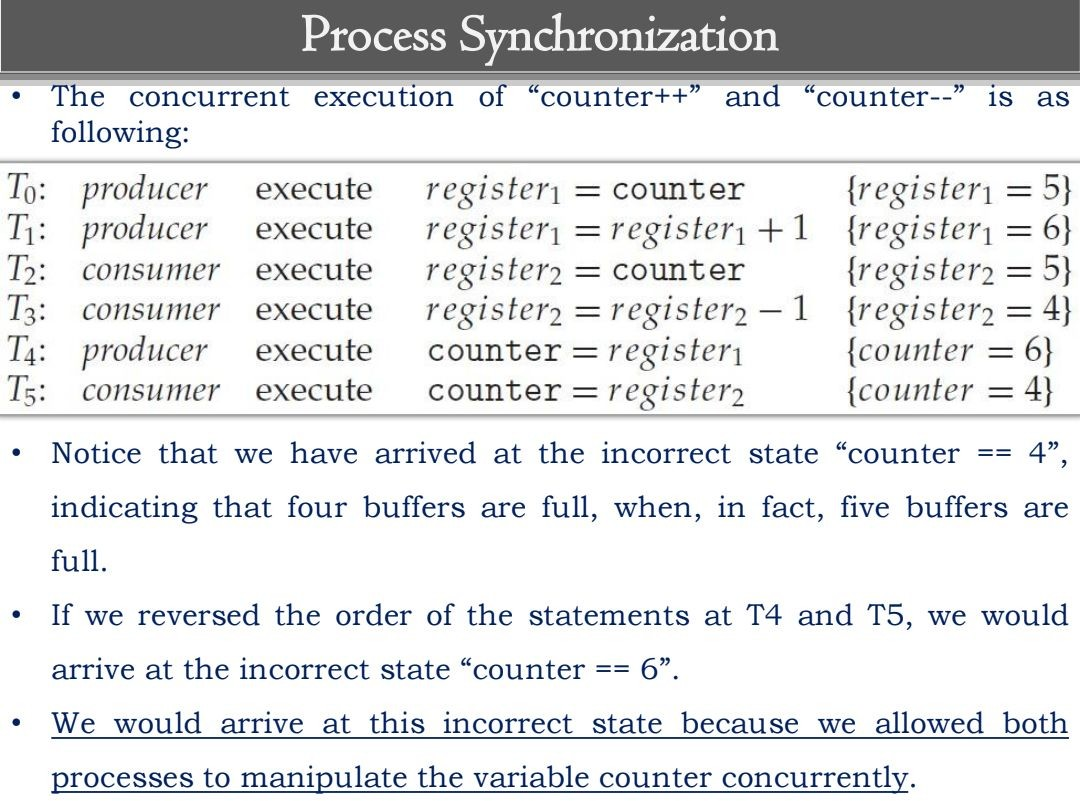 Process Synchronization
• The concurrent execution of “counter++” and “counter--” is as
following:
T₀: producer execute register₁ = counter {register₁ = 5}
T₁: producer execute register₁ = register₁ + 1 {register₁ = 6}
T₂: consumer execute register₂ = counter {register₂ = 5}
T₃: consumer execute register₂ = register₂ − 1 {register₂ = 4}
T₄: producer execute counter = register₁ {counter = 6}
T₅: consumer execute counter = register₂ {counter = 4}
• Notice that we have arrived at the incorrect state “counter == 4”,
indicating that four buffers are full, when, in fact, five buffers are
full.
• If we reversed the order of the statements at T4 and T5, we would
arrive at the incorrect state “counter == 6”.
• We would arrive at this incorrect state because we allowed both
processes to manipulate the variable counter concurrently.